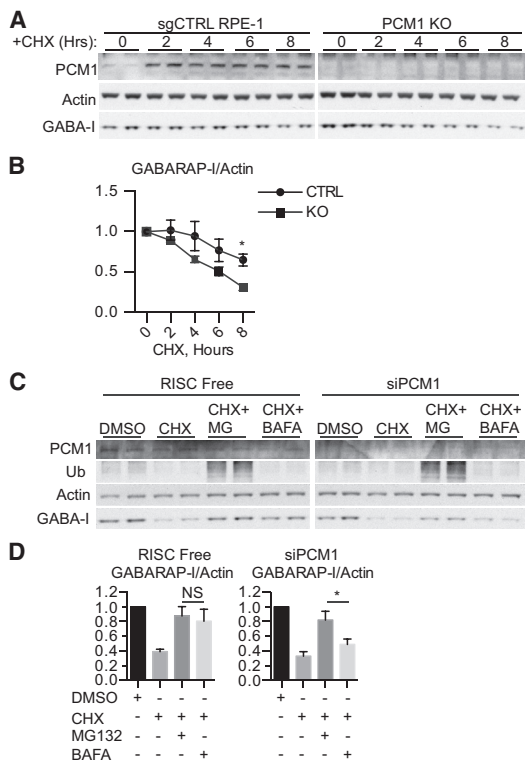 A
sgCTRL RPE-1 PCM1 KO
+CHX (Hrs): 0 2 4 6 8 0 2 4 6 8
PCM1
Actin
GABA-I
B
GABARAP-I/Actin
1.5
1.0
0.5
0.0
CTRL
KO
*
0 2 4 6 8
CHX, Hours
C
RISC Free siPCM1
DMSO CHX CHX+ MG CHX+ BAFA DMSO CHX CHX+ MG CHX+ BAFA
PCM1
Ub
Actin
GABA-I
D
RISC Free siPCM1
GABARAP-I/Actin GABARAP-I/Actin
1.2 NS 1.2 *
1.0 1.0
0.8 0.8
0.6 0.6
0.4 0.4
0.2 0.2
0.0 0.0
DMSO + - - - + - - -
CHX - + + + - + + +
MG132 - - + - - - + -
BAFA - - - + - - - +